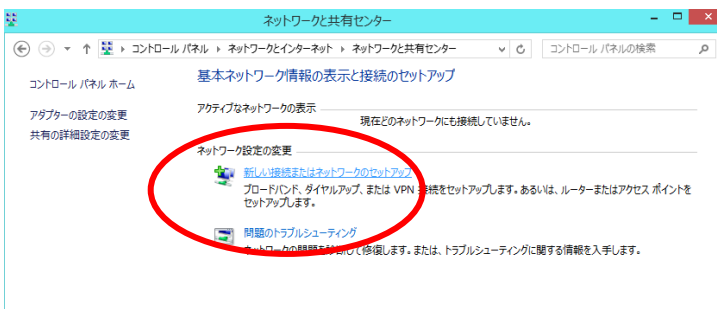 ネットワークと共有センター
コントロール パネル ネットワークとインターネット ネットワークと共有センター コントロール パネルの検索
コントロール パネル ホーム
アダプターの設定の変更
共有の詳細設定の変更
基本ネットワーク情報の表示と接続のセットアップ
アクティブなネットワークの表示
現在どのネットワークにも接続していません。
ネットワーク設定の変更
新しい接続またはネットワークのセットアップ
ブロードバンド、ダイヤルアップ、または VPN 接続をセットアップします。あるいは、ルーターまたはアクセス ポイントを
セットアップします。
問題のトラブルシューティング
ネットワークの問題を診断して修復します。または、トラブルシューティングに関する情報を入手します。